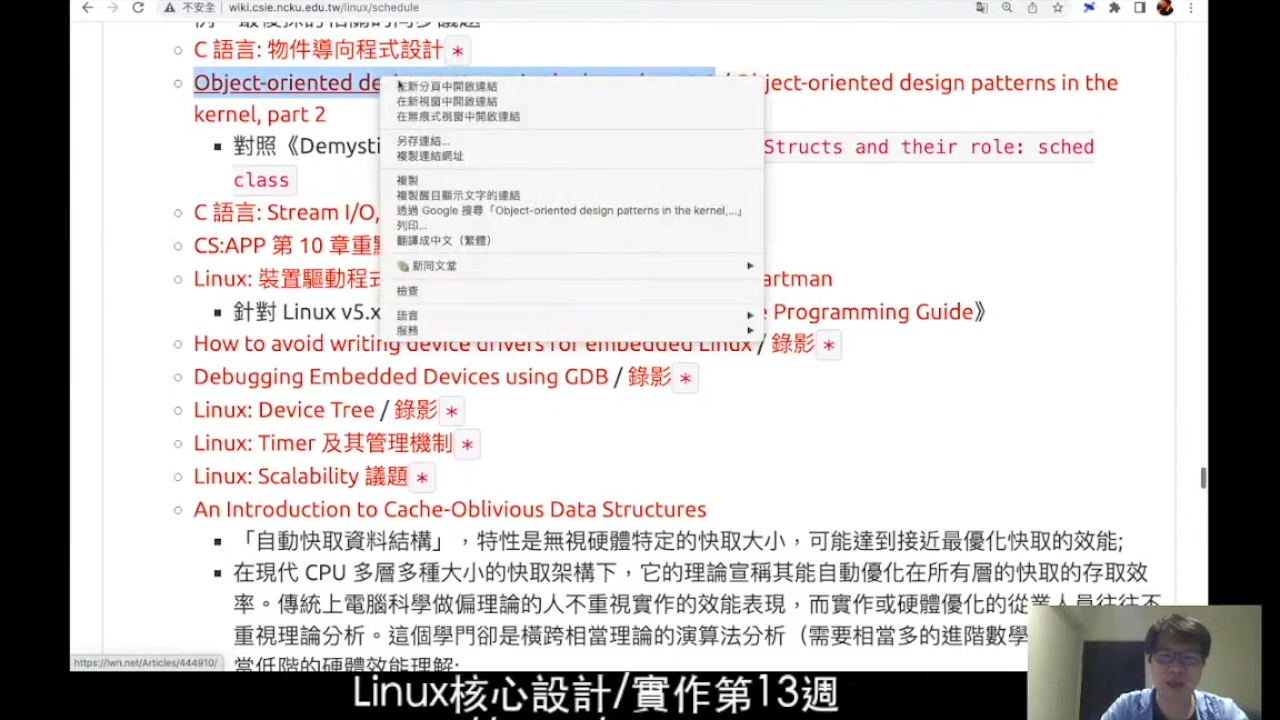 不安全 wiki.csie.ncku.edu.tw/linux/schedule
C 語言: 物件導向程式設計 *
Object-oriented de
Object-oriented design patterns in the
kernel, part 2
對照《Demysti
Structs and their role: sched
class
C 語言: Stream I/O,
CS:APP 第 10 章重點
Linux: 裝置驅動程式
artman
針對 Linux v5.x
Programming Guide》
How to avoid writing device drivers for embedded Linux / 錄影 *
Debugging Embedded Devices using GDB / 錄影 *
Linux: Device Tree / 錄影 *
Linux: Timer 及其管理機制 *
Linux: Scalability 議題 *
An Introduction to Cache-Oblivious Data Structures
「自動快取資料結構」，特性是無視硬體特定的快取大小，可能達到接近最優化快取的效能;
在現代 CPU 多層多種大小的快取架構下，它的理論宣稱其能自動優化在所有層的快取的存取效
率。傳統上電腦科學做偏理論的人不重視實作的效能表現，而實作或硬體優化的從業人員往往不
重視理論分析。這個學門卻是橫跨相當理論的演算法分析（需要相當多的進階數學
當低階的硬體效能理解;
在新分頁中開啟連結
在新視窗中開啟連結
在無痕式視窗中開啟連結
另存連結...
複製連結網址
複製
複製醒目顯示文字的連結
透過 Google 搜尋「Object-oriented design patterns in the kernel,...」
列印...
翻譯成中文（繁體）
新同文堂
檢查
語音
服務
https://lwn.net/Articles/444910/
Linux核心設計/實作第13週